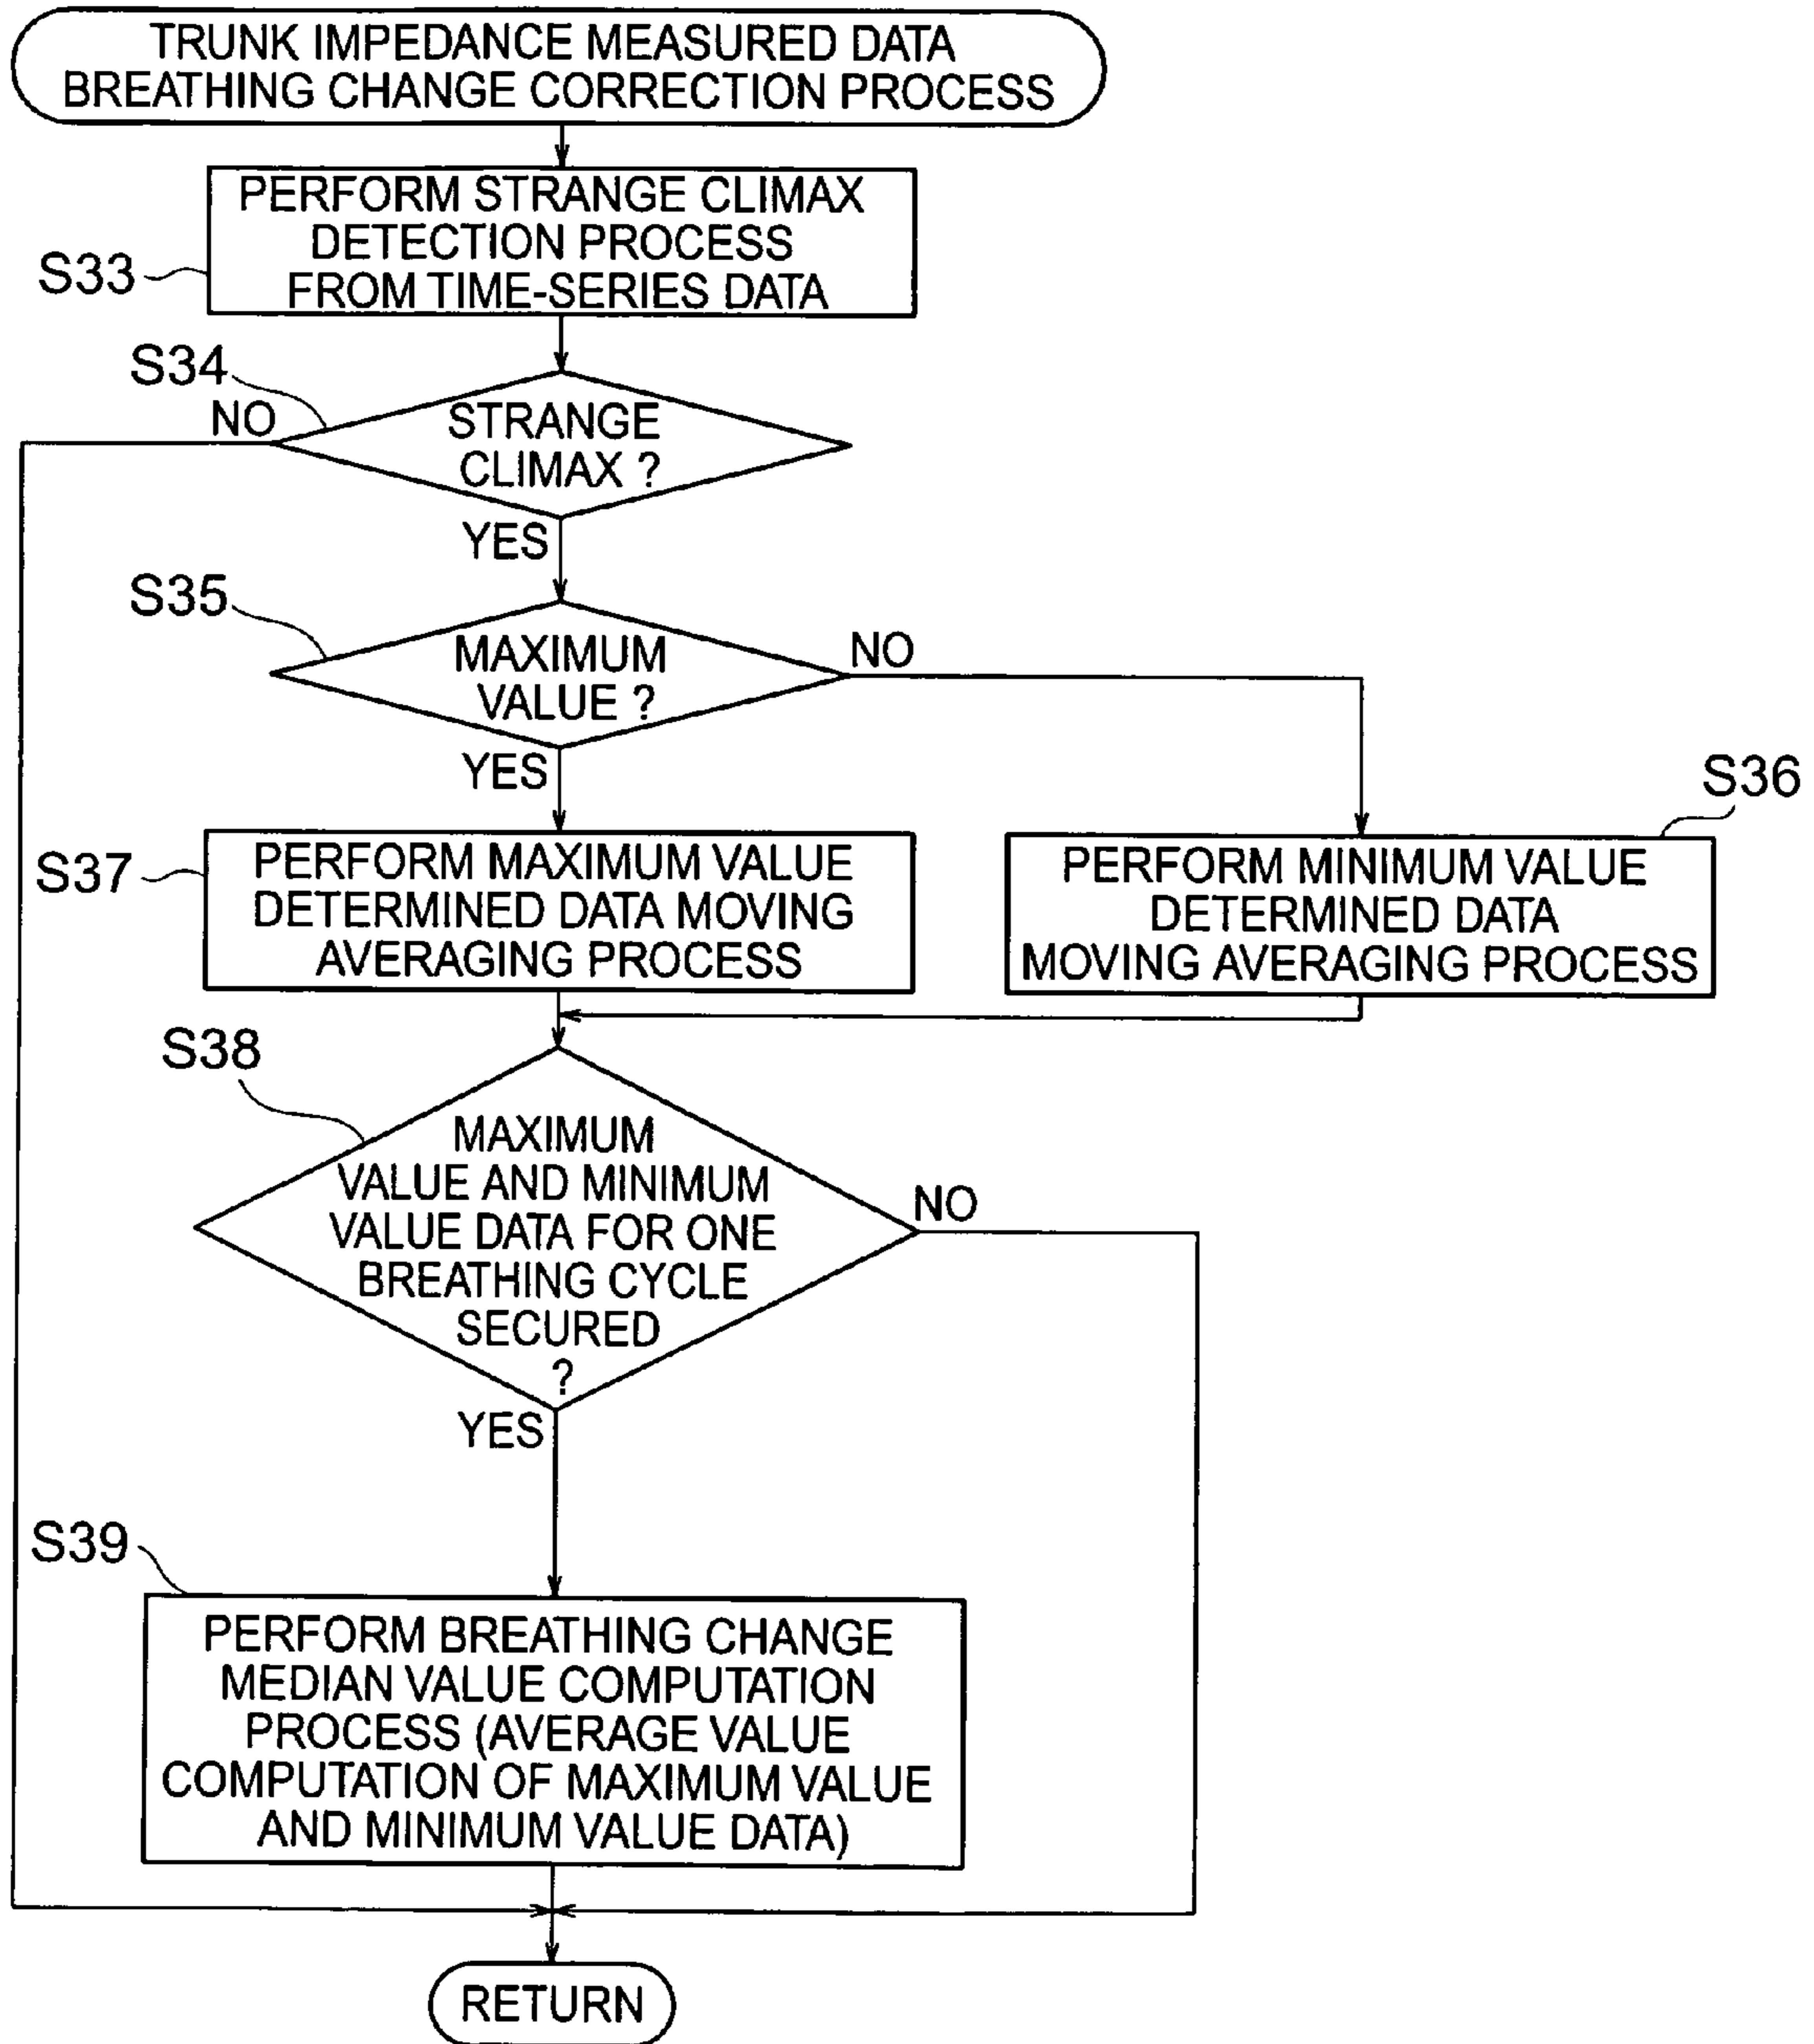 TRUNK IMPEDANCE MEASURED DATA
BREATHING CHANGE CORRECTION PROCESS
PERFORM STRANGE CLIMAX
DETECTION PROCESS
FROM TIME-SERIES DATA
S33
S34
NO
STRANGE
CLIMAX ?
YES
S35
MAXIMUM
VALUE ?
NO
YES
S36
S37
PERFORM MAXIMUM VALUE
DETERMINED DATA MOVING
AVERAGING PROCESS
PERFORM MINIMUM VALUE
DETERMINED DATA
MOVING AVERAGING PROCESS
S38
MAXIMUM
VALUE AND MINIMUM
VALUE DATA FOR ONE
BREATHING CYCLE
SECURED
?
NO
YES
S39
PERFORM BREATHING CHANGE
MEDIAN VALUE COMPUTATION
PROCESS (AVERAGE VALUE
COMPUTATION OF MAXIMUM VALUE
AND MINIMUM VALUE DATA)
RETURN